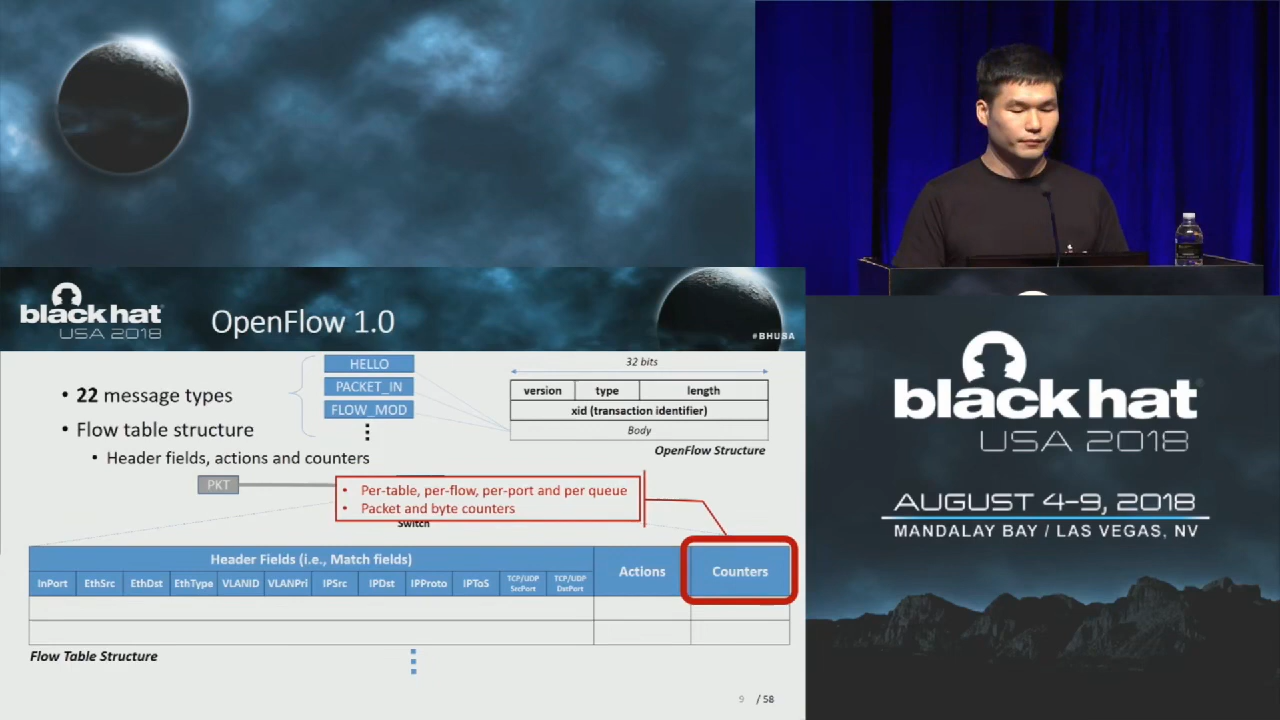 black hat
USA 2018
OpenFlow 1.0
#BHUSA
• 22 message types
• Flow table structure
• Header fields, actions and counters
HELLO
PACKET_IN
FLOW_MOD
32 bits
version type length
xid (transaction identifier)
Body
OpenFlow Structure
PKT
• Per-table, per-flow, per-port and per queue
• Packet and byte counters
Switch
Header Fields (i.e., Match fields) Actions Counters
InPort EthSrc EthDst EthType VLANID VLANPri IPSrc IPDst IPProto IPToS TCP/UDP SrcPort TCP/UDP DstPort
Flow Table Structure
9 / 58
black hat
USA 2018
AUGUST 4-9, 2018
MANDALAY BAY / LAS VEGAS, NV